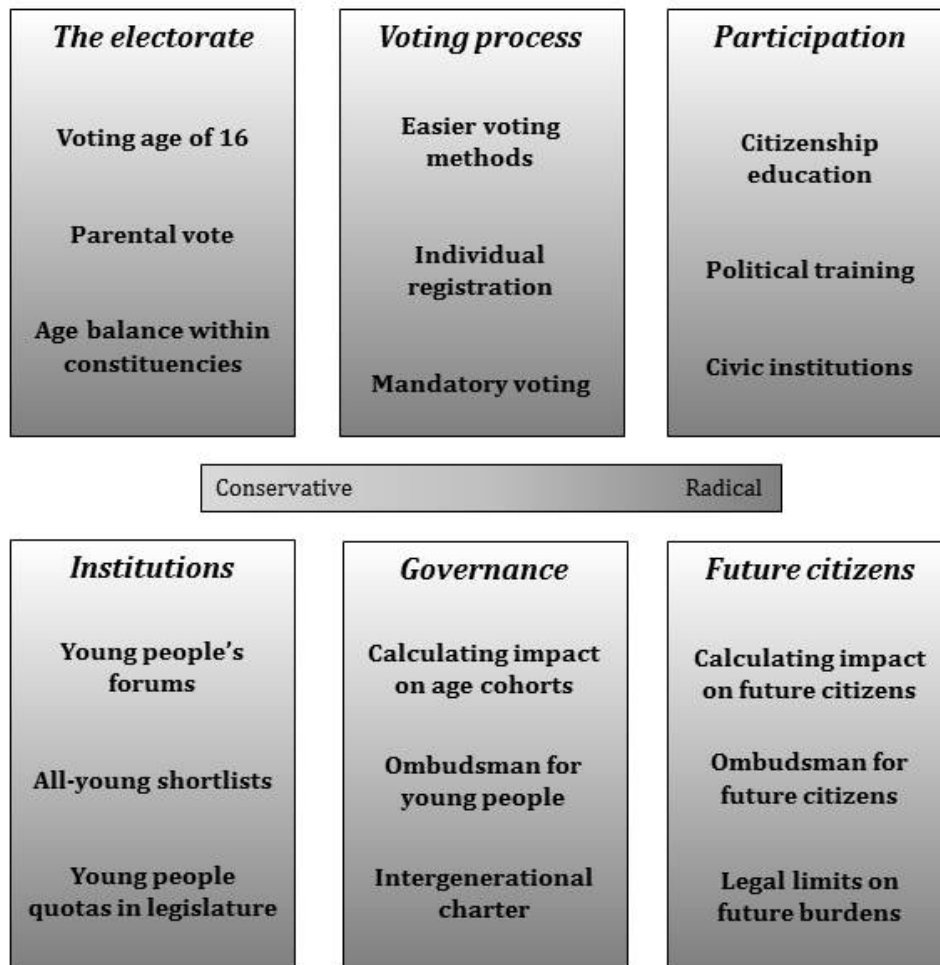 The electorate
Voting age of 16
Parental vote
Age balance within
constituencies
Voting process
Easier voting
methods
Individual
registration
Mandatory voting
Participation
Citizenship
education
Political training
Civic institutions
Conservative
Radical
Institutions
Young people’s
forums
All-young shortlists
Young people
quotas in legislature
Governance
Calculating impact
on age cohorts
Ombudsman for
young people
Intergenerational
charter
Future citizens
Calculating impact
on future citizens
Ombudsman for
future citizens
Legal limits on
future burdens